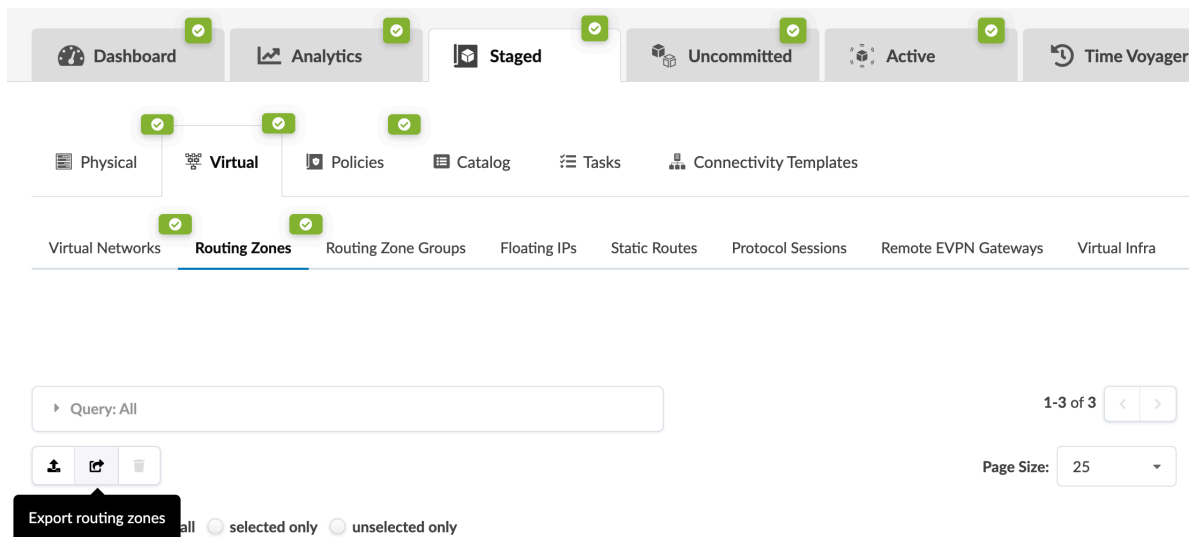 Dashboard Analytics Staged Uncommitted Active Time Voyager
Physical Virtual Policies Catalog Tasks Connectivity Templates
Virtual Networks Routing Zones Routing Zone Groups Floating IPs Static Routes Protocol Sessions Remote EVPN Gateways Virtual Infra
Query: All
1-3 of 3
Page Size: 25
Export routing zones
all selected only unselected only